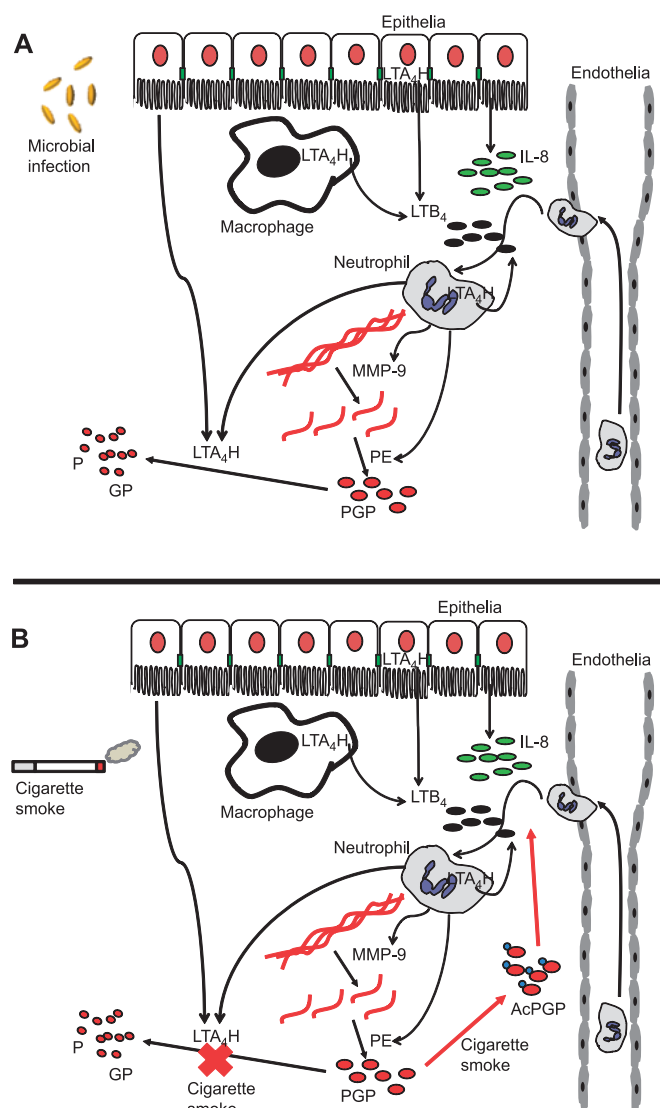 A
Epithelia
LTA₄H
Endothelia
Microbial
infection
LTA₄H
IL-8
Macrophage
LTB₄
Neutrophil
LTA₄H
MMP-9
LTA₄H
PE
P
GP
PGP
B
Epithelia
LTA₄H
Endothelia
LTA₄H
IL-8
Cigarette
smoke
Macrophage
LTB₄
Neutrophil
LTA₄H
MMP-9
AcPGP
LTA₄H
PE
Cigarette
smoke
P
GP
Cigarette
smoke
PGP